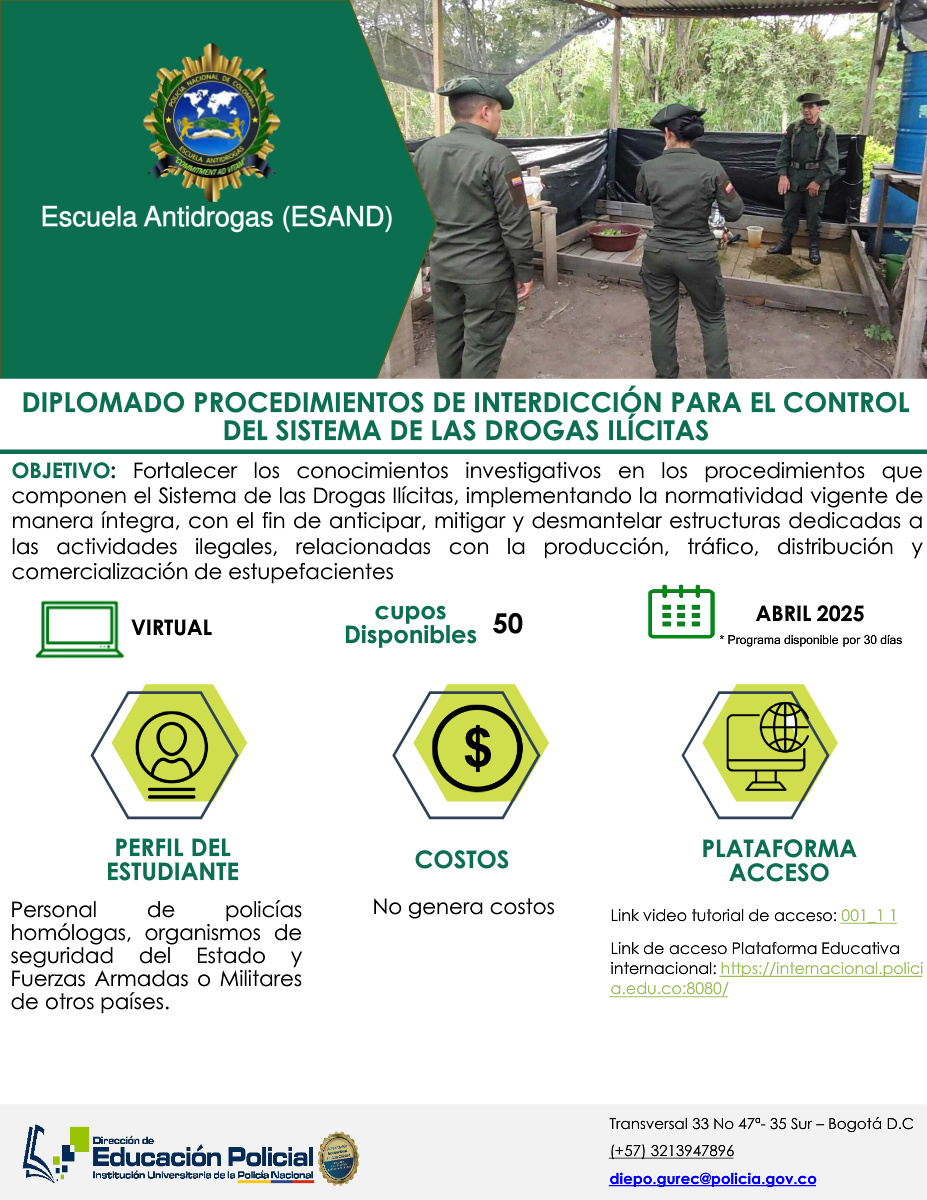 POLICÍA NACIONAL DE COLOMBIA
ESCUELA ANTIDROGAS
"COMMITMENT AD VITAM"
Escuela Antidrogas (ESAND)
DIPLOMADO PROCEDIMIENTOS DE INTERDICCIÓN PARA EL CONTROL
DEL SISTEMA DE LAS DROGAS ILÍCITAS
OBJETIVO: Fortalecer los conocimientos investigativos en los procedimientos que
componen el Sistema de las Drogas Ilícitas, implementando la normatividad vigente de
manera íntegra, con el fin de anticipar, mitigar y desmantelar estructuras dedicadas a
las actividades ilegales, relacionadas con la producción, tráfico, distribución y
comercialización de estupefacientes
VIRTUAL
cupos
Disponibles 50
ABRIL 2025
* Programa disponible por 30 días
$
PERFIL DEL
ESTUDIANTE
Personal de policías
homólogas, organismos de
seguridad del Estado y
Fuerzas Armadas o Militares
de otros países.
COSTOS
No genera costos
PLATAFORMA
ACCESO
Link video tutorial de acceso: 001_1 1
Link de acceso Plataforma Educativa
internacional: https://internacional.polici
a.edu.co:8080/
Dirección de
Educación Policial
Institución Universitaria de la Policía Nacional
Transversal 33 No 47ª- 35 Sur – Bogotá D.C
(+57) 3213947896
diepo.gurec@policia.gov.co